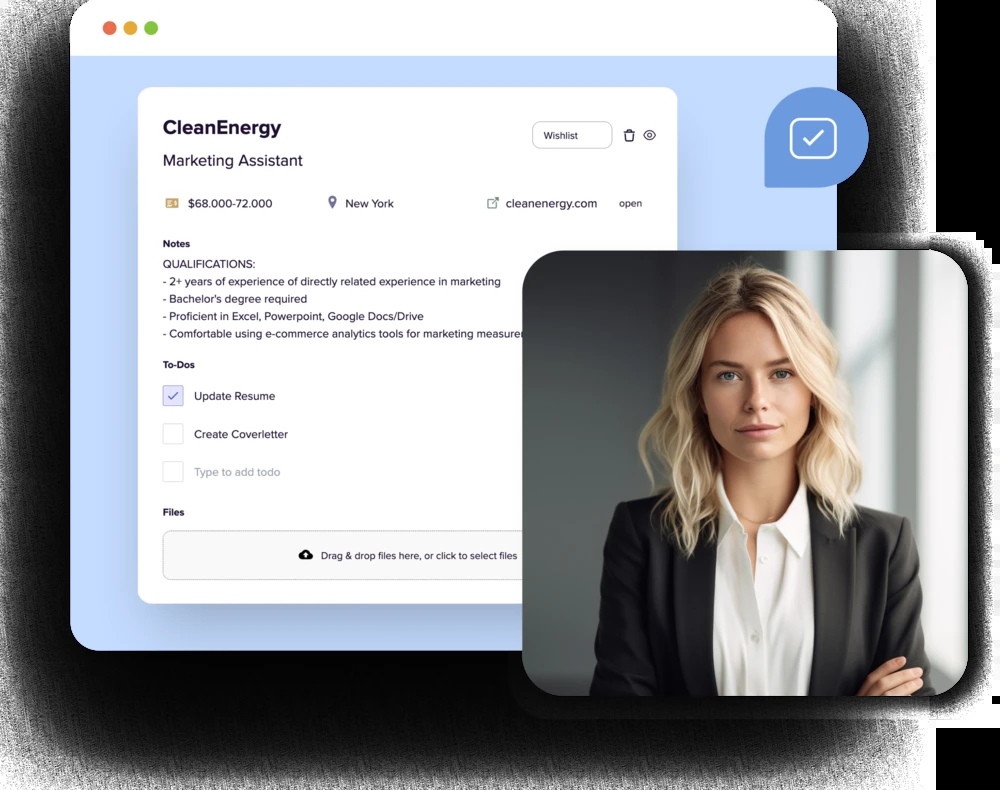 CleanEnergy
Wishlist
Marketing Assistant
$68.000-72.000
New York
cleanenergy.com
open
Notes
QUALIFICATIONS:
- 2+ years of experience of directly related experience in marketing
- Bachelor's degree required
- Proficient in Excel, Powerpoint, Google Docs/Drive
- Comfortable using e-commerce analytics tools for marketing
To-Dos
Update Resume
Create Coverletter
Type to add todo
Files
Drag & drop files here, or click to select files